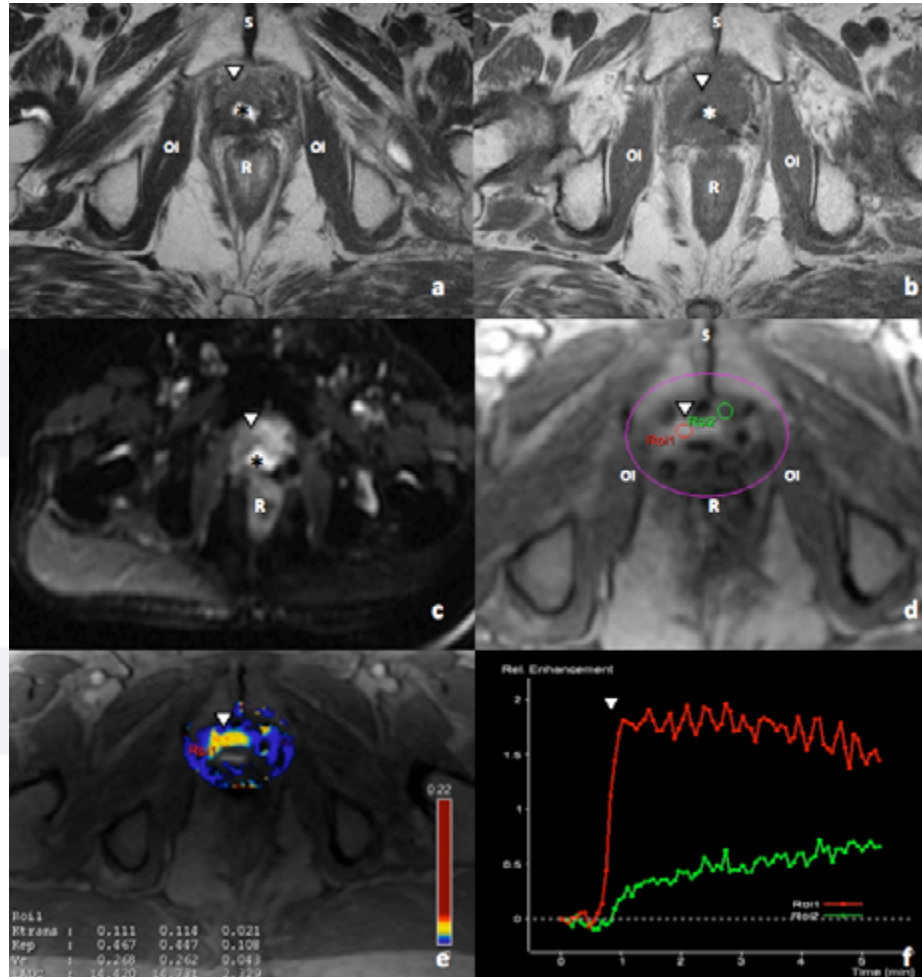 S
*
OI
OI
R
a
S
*
OI
OI
R
b
*
R
c
S
Roi2
Roi1
OI
OI
R
d
Roi1
0.22
Roi1
Ktrans : 0.111 0.114 0.021
Kep : 0.467 0.447 0.108
Ve : 0.268 0.262 0.043
e
Rel. Enhancement
2
1.5
1
0.5
0
Roi1
Roi2
0 1 2 3 4 5
Time [min]
f